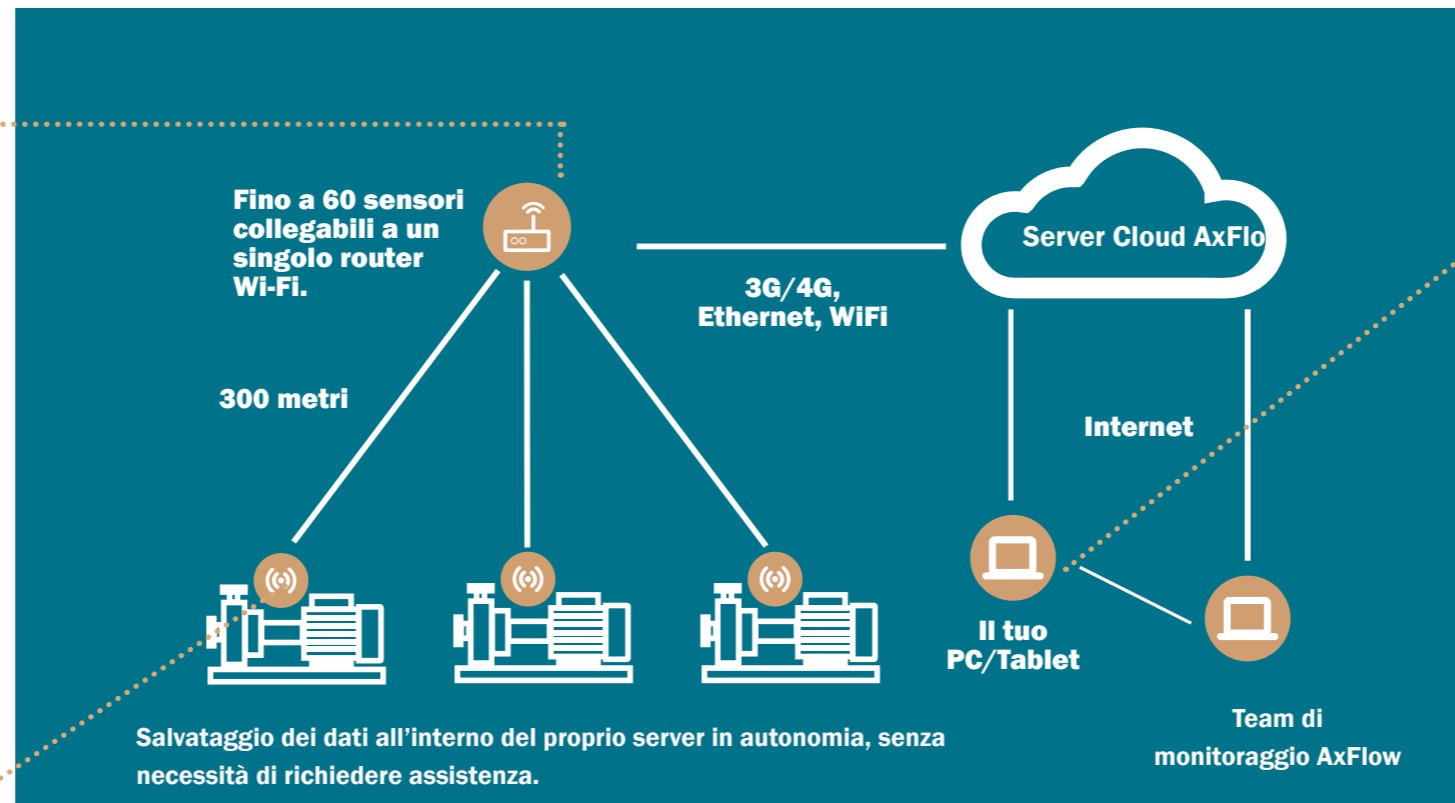 Fino a 60 sensori
collegabili a un
singolo router
Wi-Fi.
3G/4G,
Ethernet, WiFi
Server Cloud AxFlo
300 metri
Internet
Il tuo
PC/Tablet
Team di
monitoraggio AxFlow
Salvataggio dei dati all’interno del proprio server in autonomia, senza
necessità di richiedere assistenza.